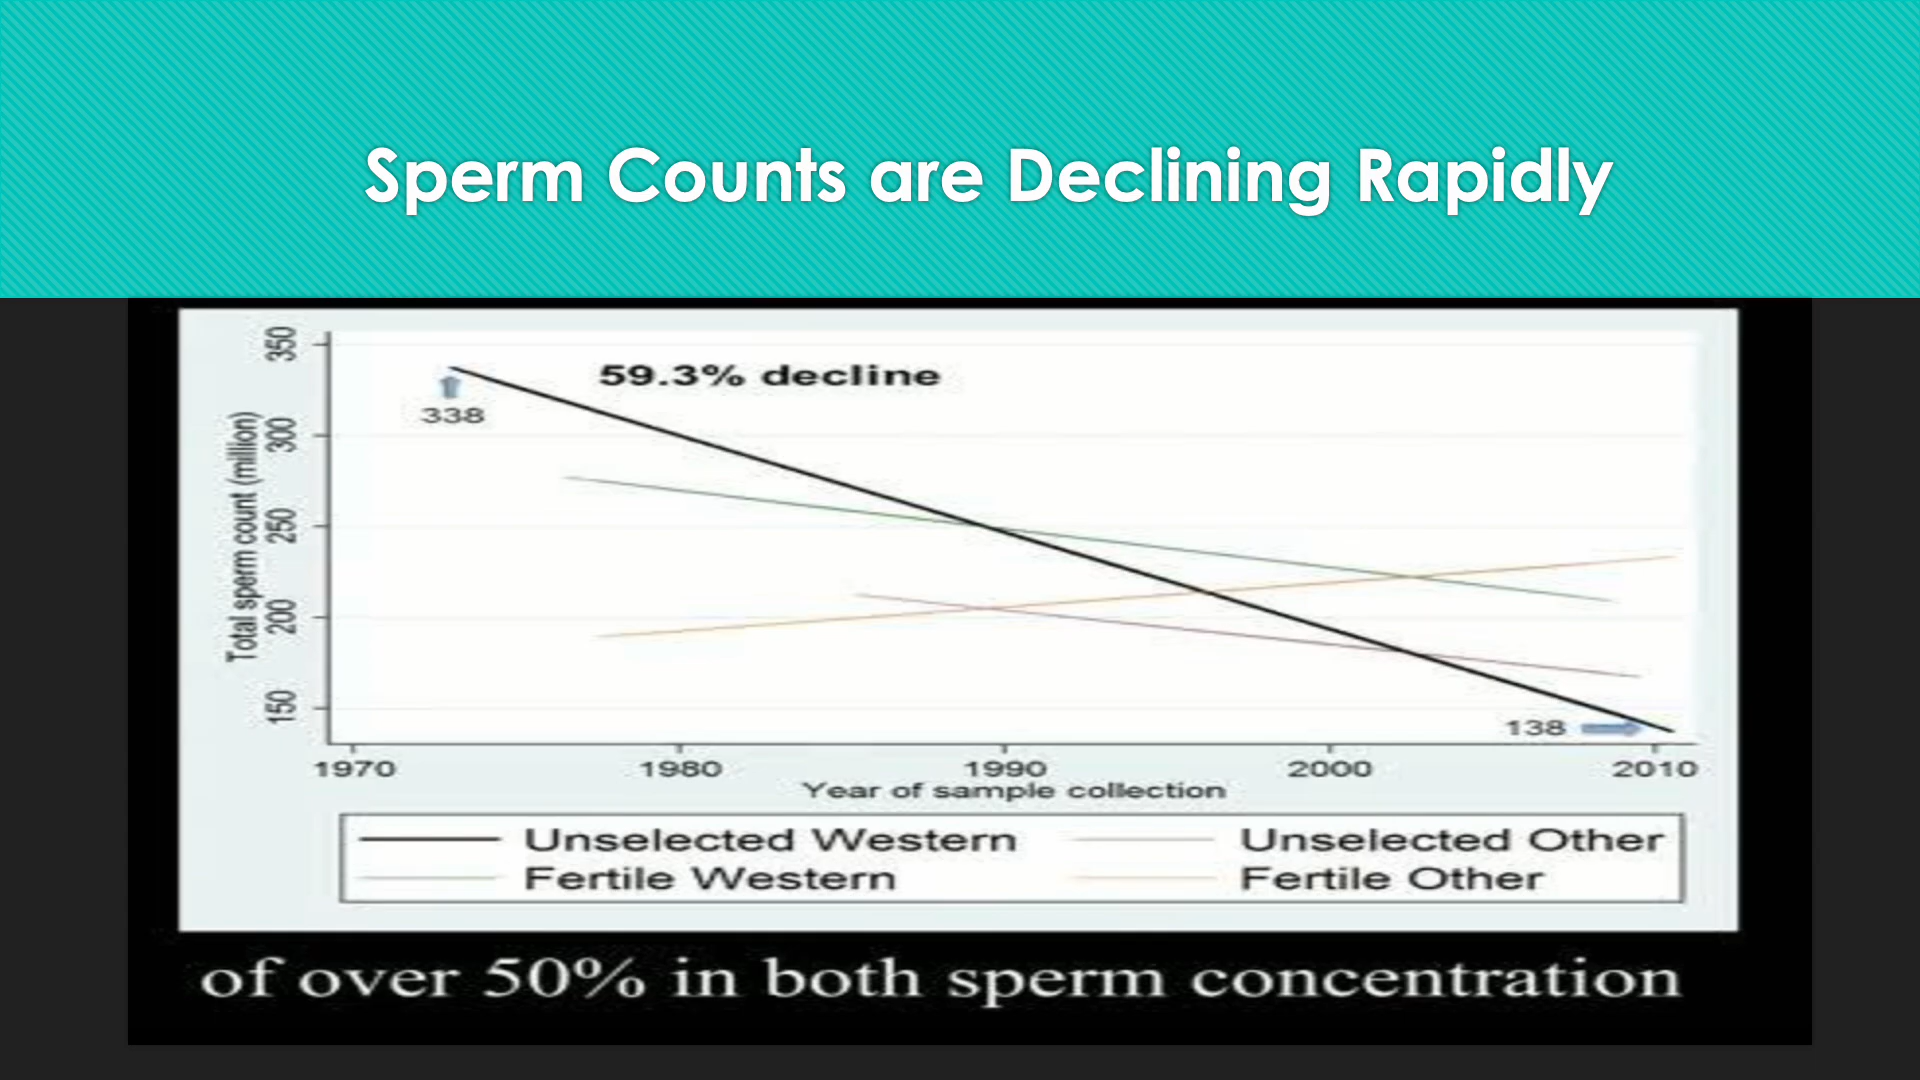 Sperm Counts are Declining Rapidly
350
300
250
200
150
Total sperm count (million)
59.3% decline
338
138
1970 1980 1990 2000 2010
Year of sample collection
Unselected Western Unselected Other
Fertile Western Fertile Other
of over 50% in both sperm concentration